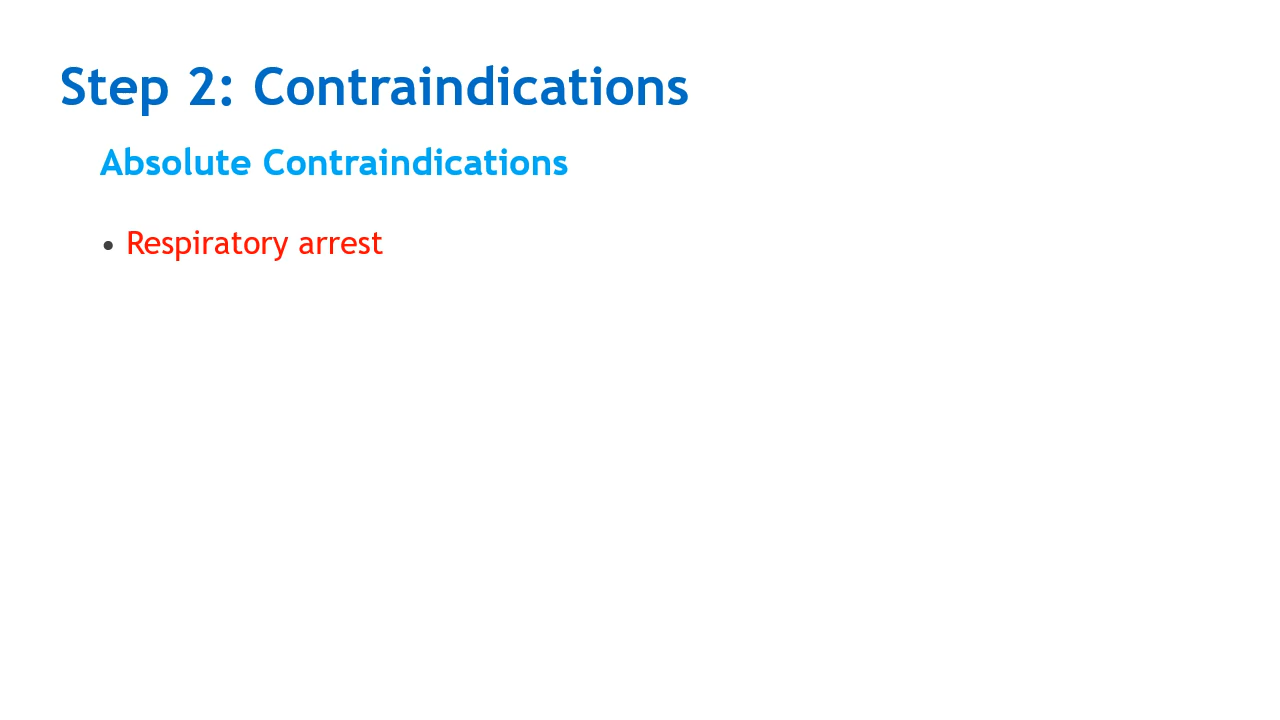 Step 2: Contraindications
Absolute Contraindications
• Respiratory arrest